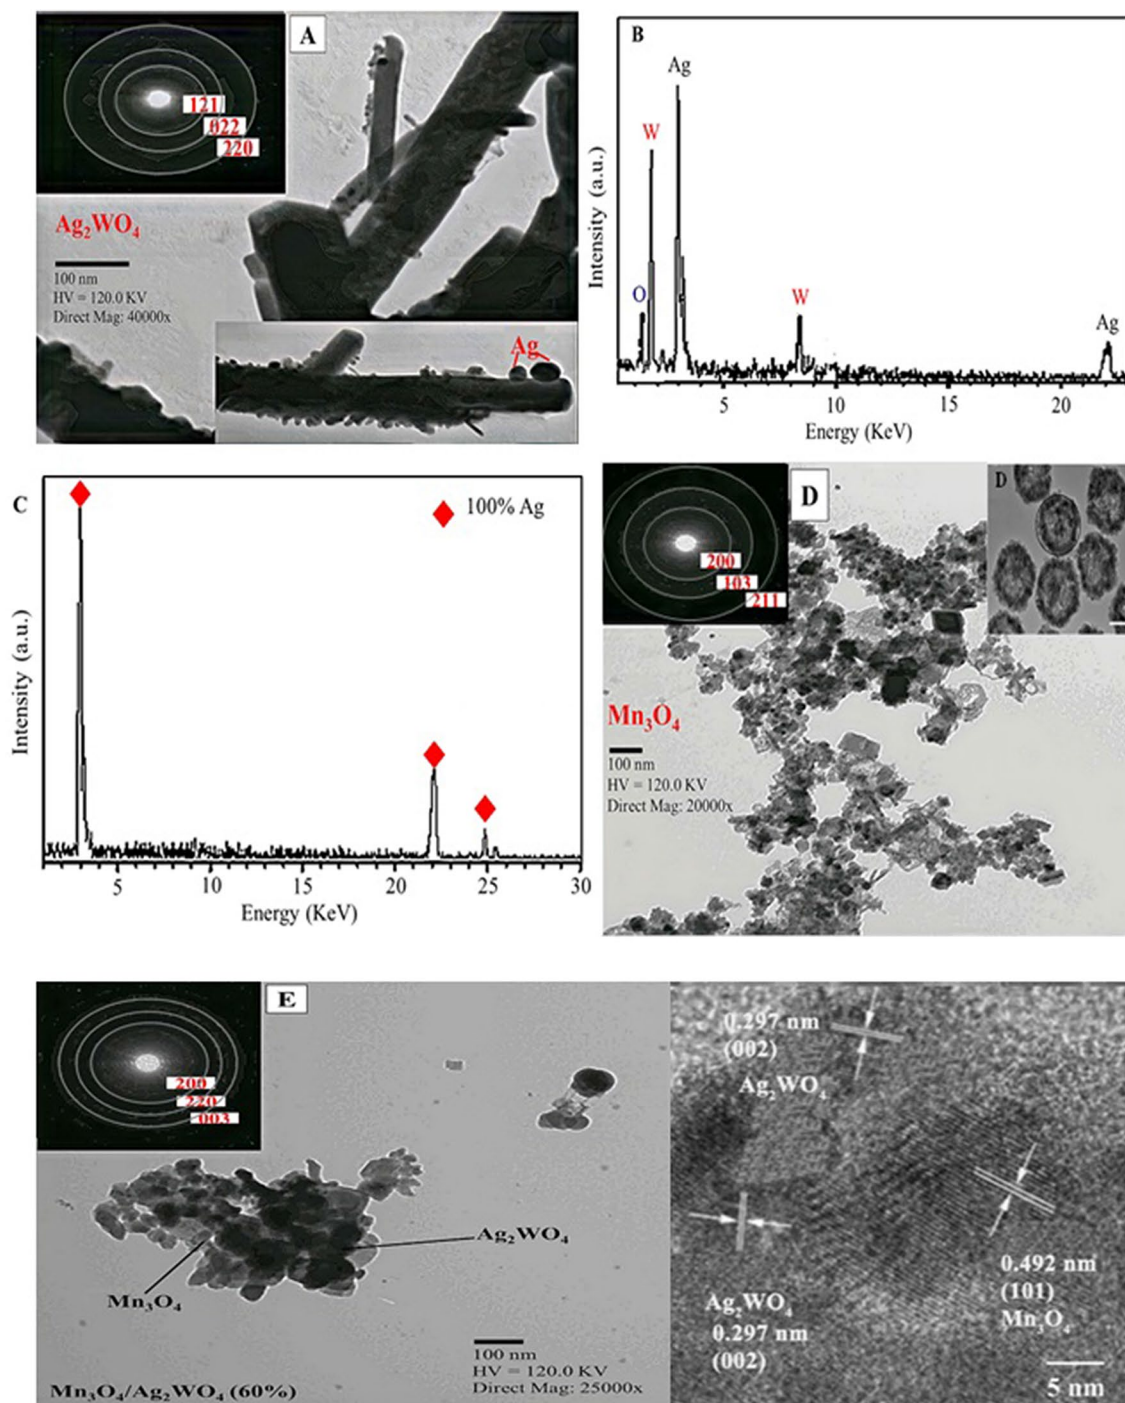 A
121
022
220
Ag₂WO₄
100 nm
HV = 120.0 KV
Direct Mag: 40000x
Ag
B
Intensity (a.u.)
O
W
Ag
W
Ag
5
10
15
20
Energy (KeV)
C
Intensity (a.u.)
100% Ag
5
10
15
20
25
30
Energy (KeV)
D
200
103
211
D
Mn₃O₄
100 nm
HV = 120.0 KV
Direct Mag: 20000x
E
200
220
003
Ag₂WO₄
Mn₃O₄
100 nm
HV = 120.0 KV
Direct Mag: 25000x
Mn₃O₄/Ag₂WO₄ (60%)
0.297 nm
(002)
Ag₂WO₄
0.492 nm
(101)
Mn₃O₄
Ag₂WO₄
0.297 nm
(002)
5 nm